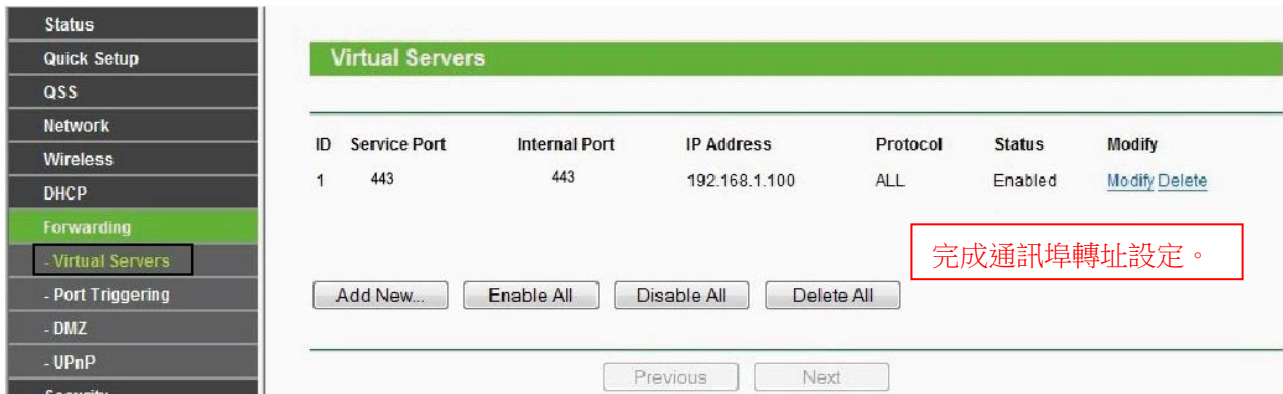 Status
Quick Setup
QSS
Network
Wireless
DHCP
Forwarding
- Virtual Servers
- Port Triggering
- DMZ
- UPnP
Security
Virtual Servers
ID Service Port Internal Port IP Address Protocol Status Modify
1 443 443 192.168.1.100 ALL Enabled Modify Delete
完成通訊埠轉址設定。
Add New... Enable All Disable All Delete All
Previous Next